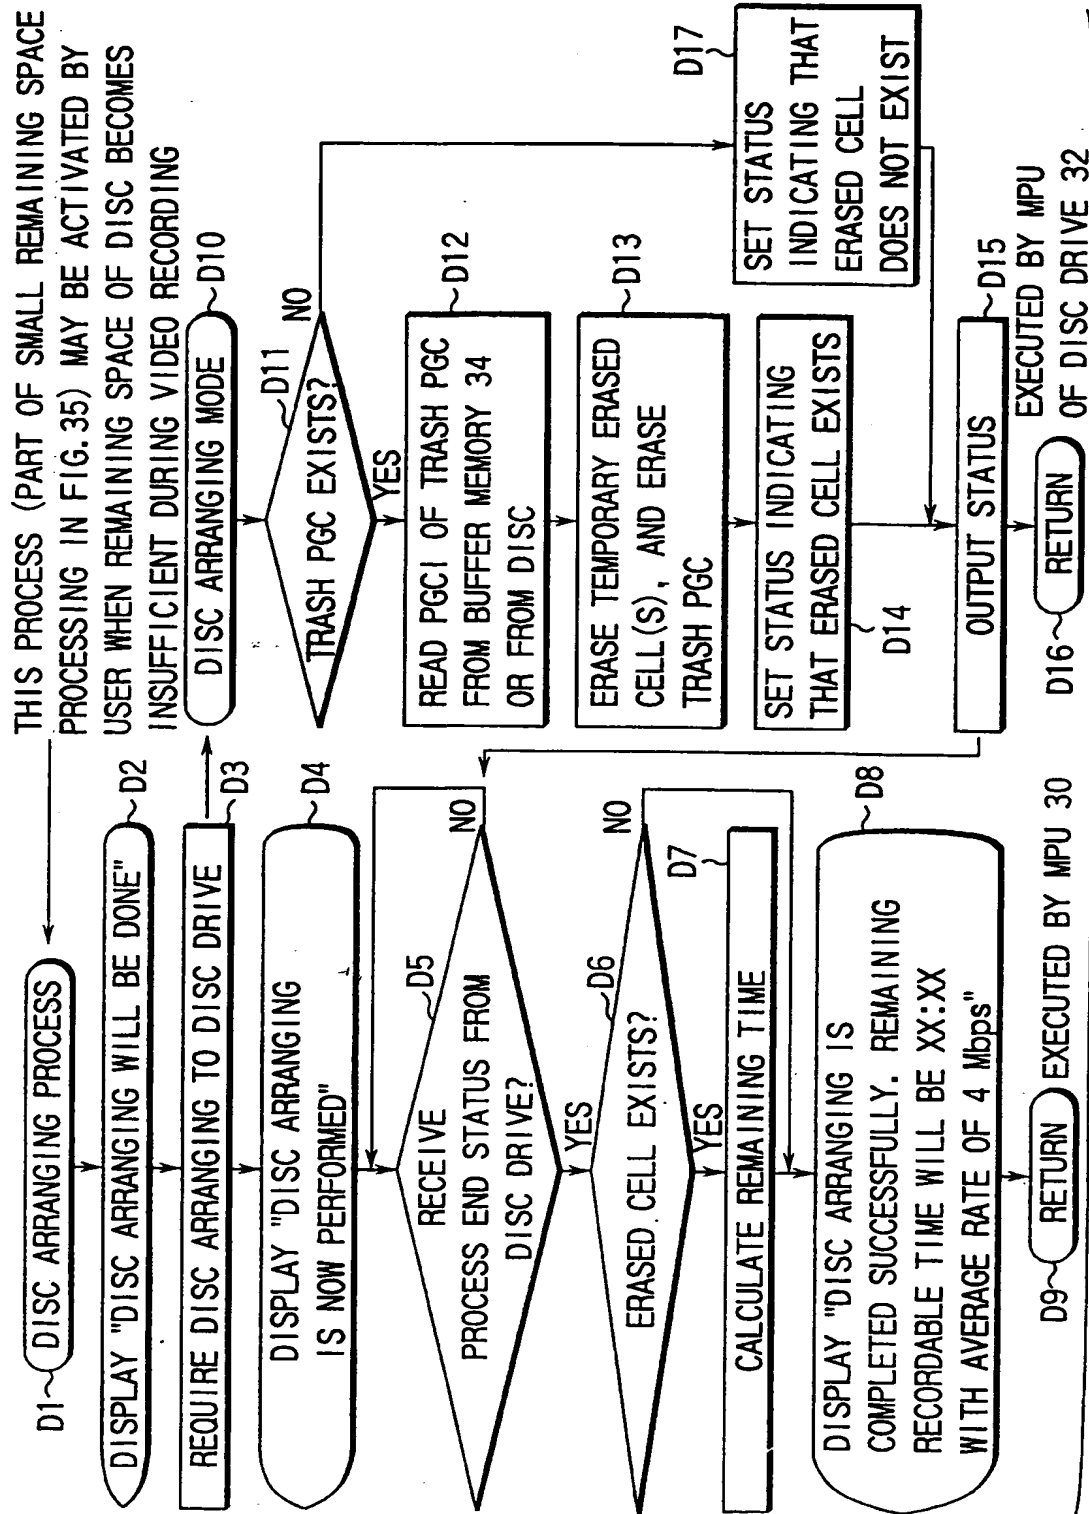 THIS PROCESS (PART OF SMALL REMAINING SPACE
PROCESSING IN FIG.35) MAY BE ACTIVATED BY
USER WHEN REMAINING SPACE OF DISC BECOMES
INSUFFICIENT DURING VIDEO RECORDING
D1
DISC ARRANGING PROCESS
DISPLAY "DISC ARRANGING WILL BE DONE"
D2
REQUIRE DISC ARRANGING TO DISC DRIVE
D3
DISPLAY "DISC ARRANGING
IS NOW PERFORMED"
D4
RECEIVE
PROCESS END STATUS FROM
DISC DRIVE?
D5
NO
YES
ERASED CELL EXISTS?
D6
NO
YES
CALCULATE REMAINING TIME
D7
DISPLAY "DISC ARRANGING IS
COMPLETED SUCCESSFULLY. REMAINING
RECORDABLE TIME WILL BE XX:XX
WITH AVERAGE RATE OF 4 Mbps"
D8
D9
RETURN
EXECUTED BY MPU 30
DISC ARRANGING MODE
D10
TRASH PGC EXISTS?
D11
NO
YES
READ PGCI OF TRASH PGC
FROM BUFFER MEMORY 34
OR FROM DISC
D12
ERASE TEMPORARY ERASED
CELL(S), AND ERASE
TRASH PGC
D13
SET STATUS INDICATING
THAT ERASED CELL EXISTS
D14
SET STATUS
INDICATING THAT
ERASED CELL
DOES NOT EXIST
D17
OUTPUT STATUS
D15
D16
RETURN
EXECUTED BY MPU
OF DISC DRIVE 32